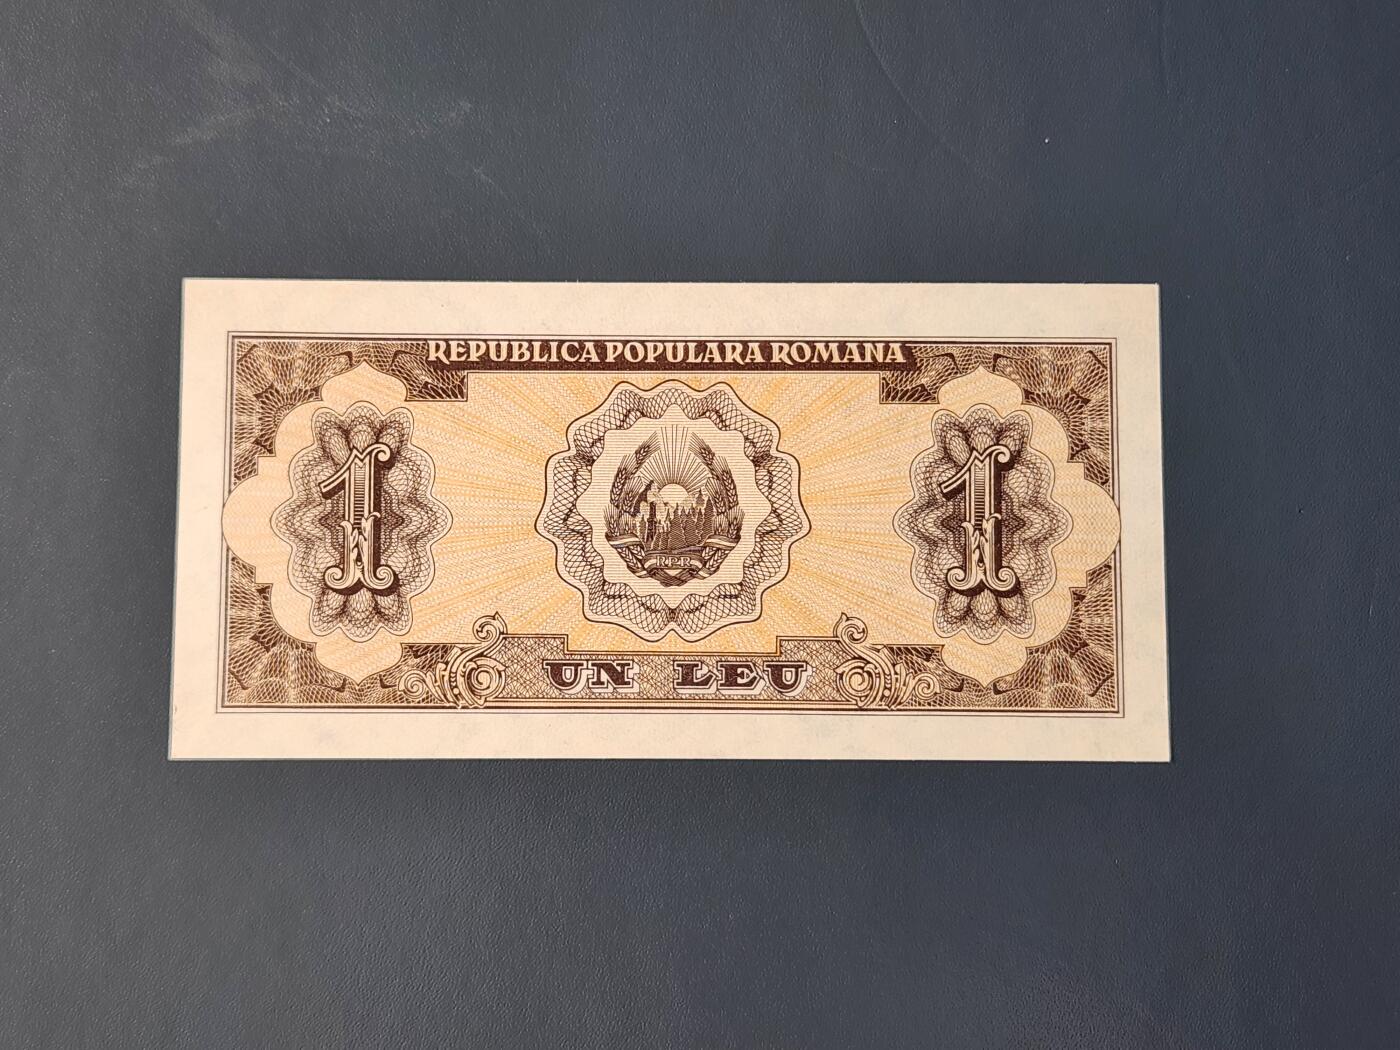 REPUBLICA POPULARA ROMANA
1 1
RPR
UN LEU